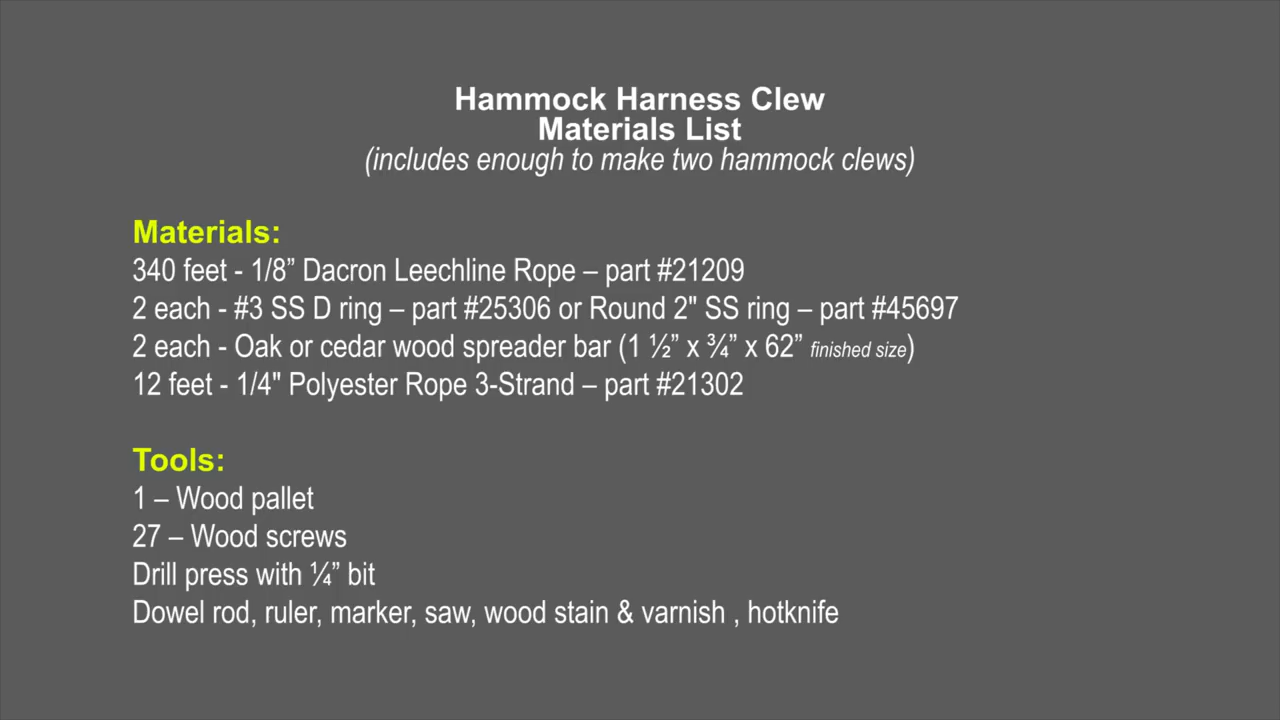 Hammock Harness Clew
Materials List
(includes enough to make two hammock clews)
Materials:
340 feet - 1/8” Dacron Leechline Rope – part #21209
2 each - #3 SS D ring – part #25306 or Round 2" SS ring – part #45697
2 each - Oak or cedar wood spreader bar (1 ½” x ¾” x 62” finished size)
12 feet - 1/4" Polyester Rope 3-Strand – part #21302
Tools:
1 – Wood pallet
27 – Wood screws
Drill press with ¼” bit
Dowel rod, ruler, marker, saw, wood stain & varnish , hotknife